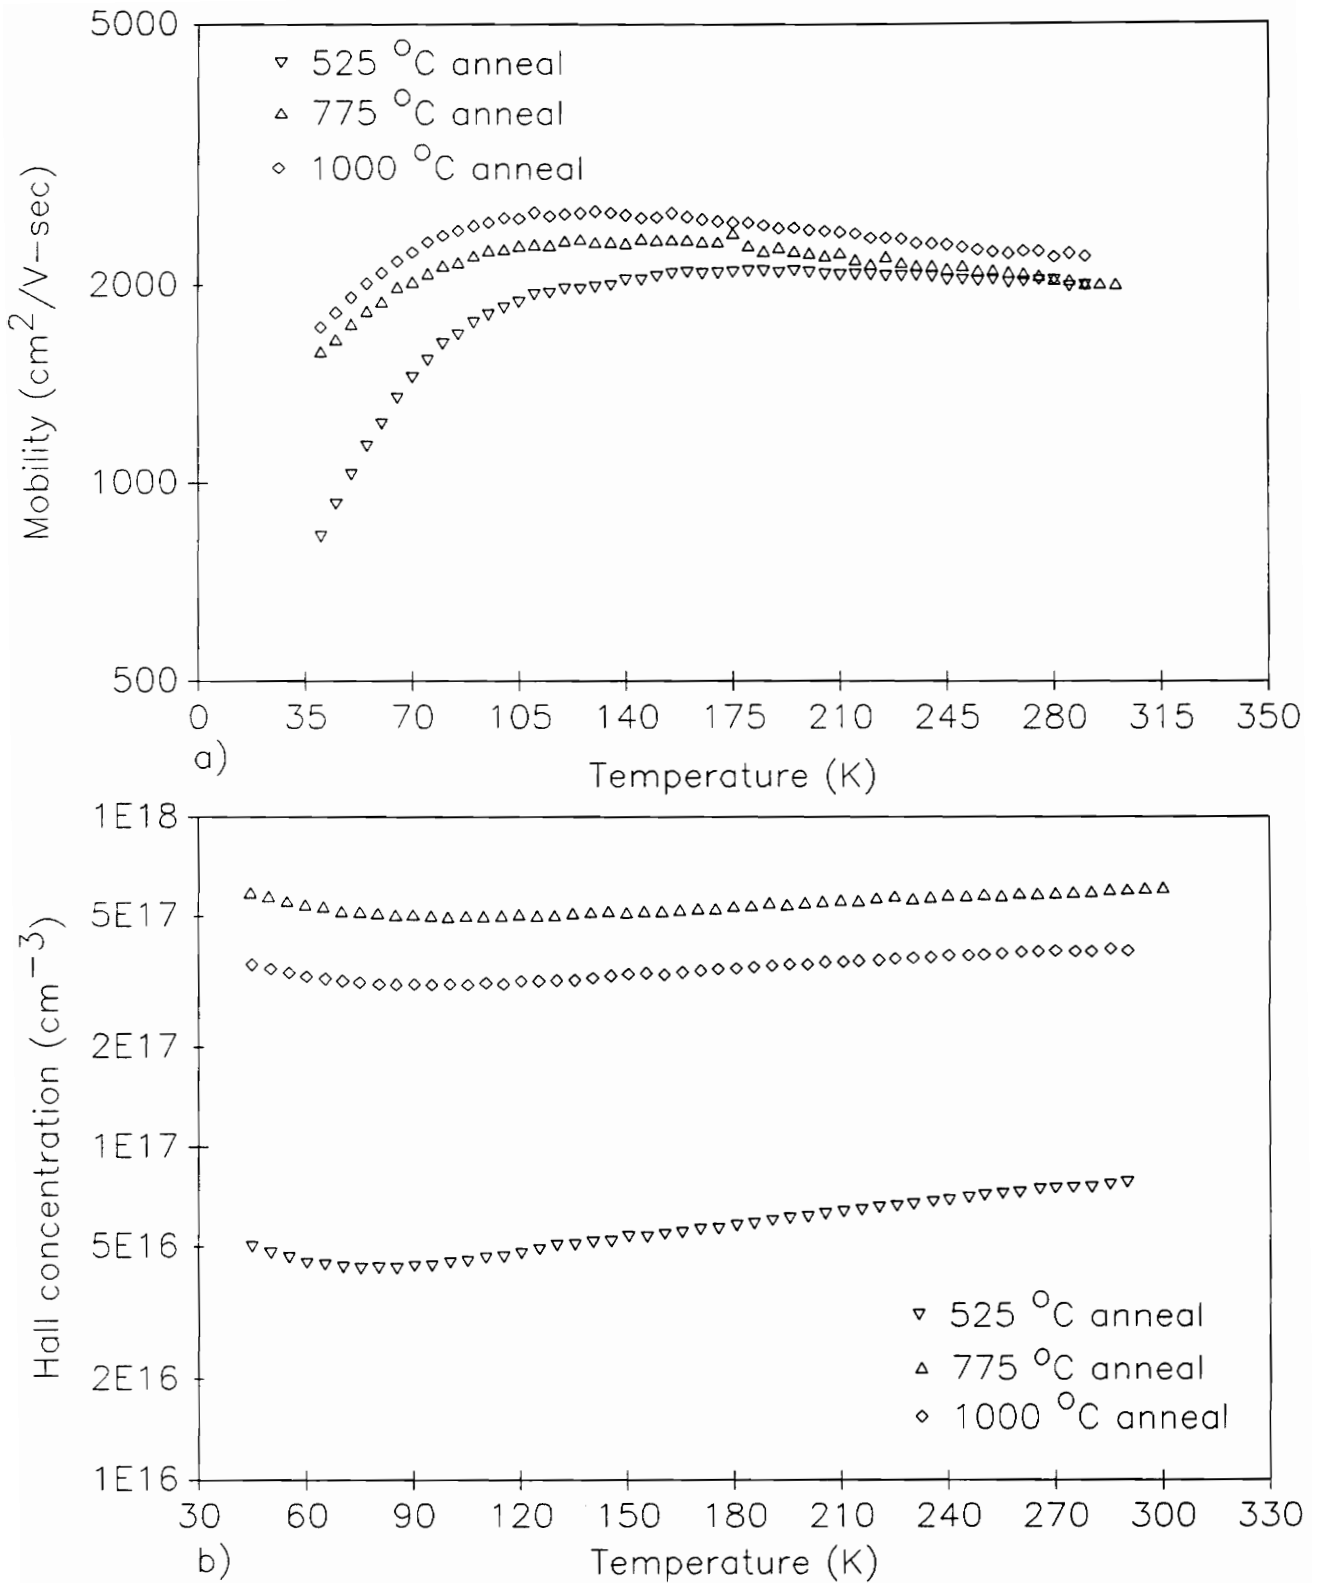 5000
525 °C anneal
775 °C anneal
1000 °C anneal
Mobility (cm²/V-sec)
2000
1000
500
0 35 70 105 140 175 210 245 280 315 350
a)
Temperature (K)
1E18
5E17
2E17
1E17
5E16
2E16
1E16
Hall concentration (cm⁻³)
525 °C anneal
775 °C anneal
1000 °C anneal
30 60 90 120 150 180 210 240 270 300 330
b)
Temperature (K)